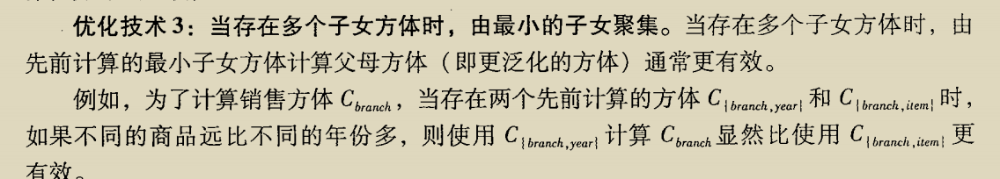 优化技术3：当存在多个子女方体时，由最小的子女聚集。当存在多个子女方体时，由
先前计算的最小子女方体计算父母方体（即更泛化的方体）通常更有效。
例如，为了计算销售方体 C_branch，当存在两个先前计算的方体 C_{branch,year} 和 C_{branch,item} 时，
如果不同的商品远比不同的年份多，则使用 C_{branch,year} 计算 C_branch 显然比使用 C_{branch,item} 更
有效。